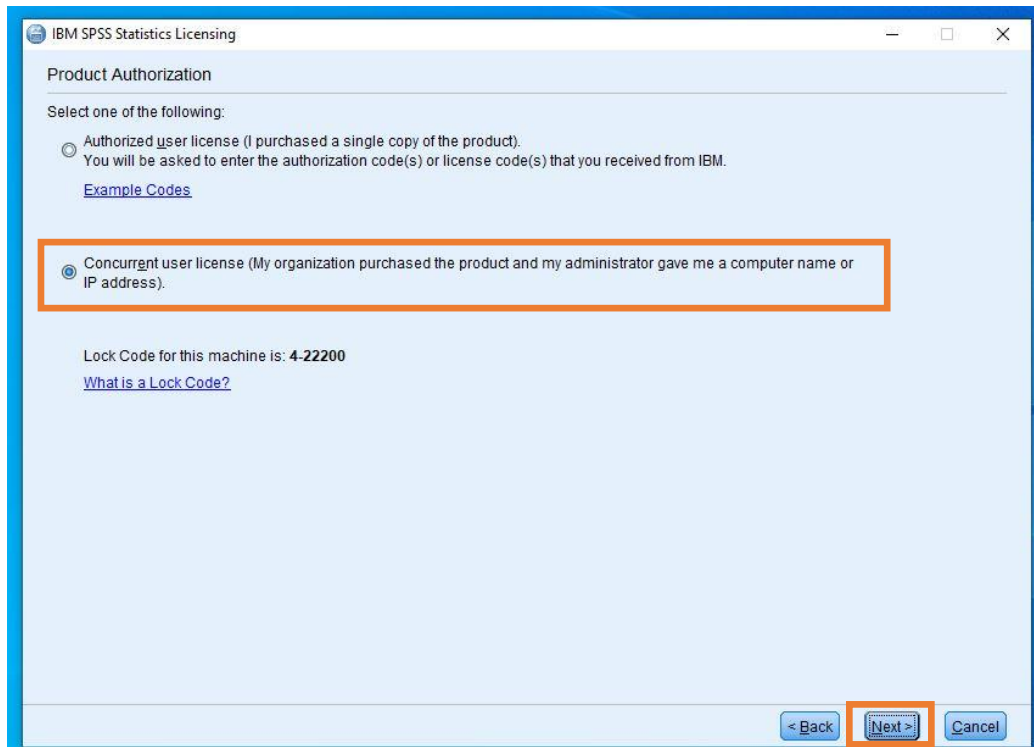 IBM SPSS Statistics Licensing
Product Authorization
Select one of the following:
Authorized user license (I purchased a single copy of the product).
You will be asked to enter the authorization code(s) or license code(s) that you received from IBM.
Example Codes
Concurrent user license (My organization purchased the product and my administrator gave me a computer name or
IP address).
Lock Code for this machine is: 4-22200
What is a Lock Code?
< Back Next > Cancel